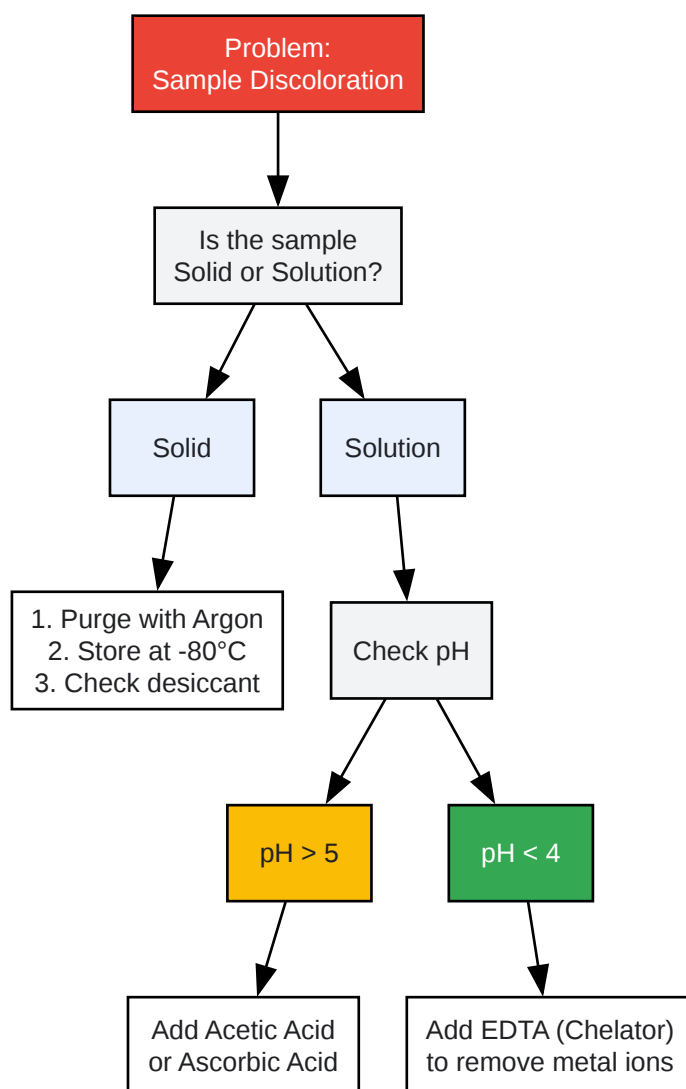 Problem:
Sample Discoloration
Is the sample
Solid or Solution?
Solid
Solution
1. Purge with Argon
2. Store at -80°C
3. Check desiccant
Check pH
pH > 5
pH < 4
Add Acetic Acid
or Ascorbic Acid
Add EDTA (Chelator)
to remove metal ions